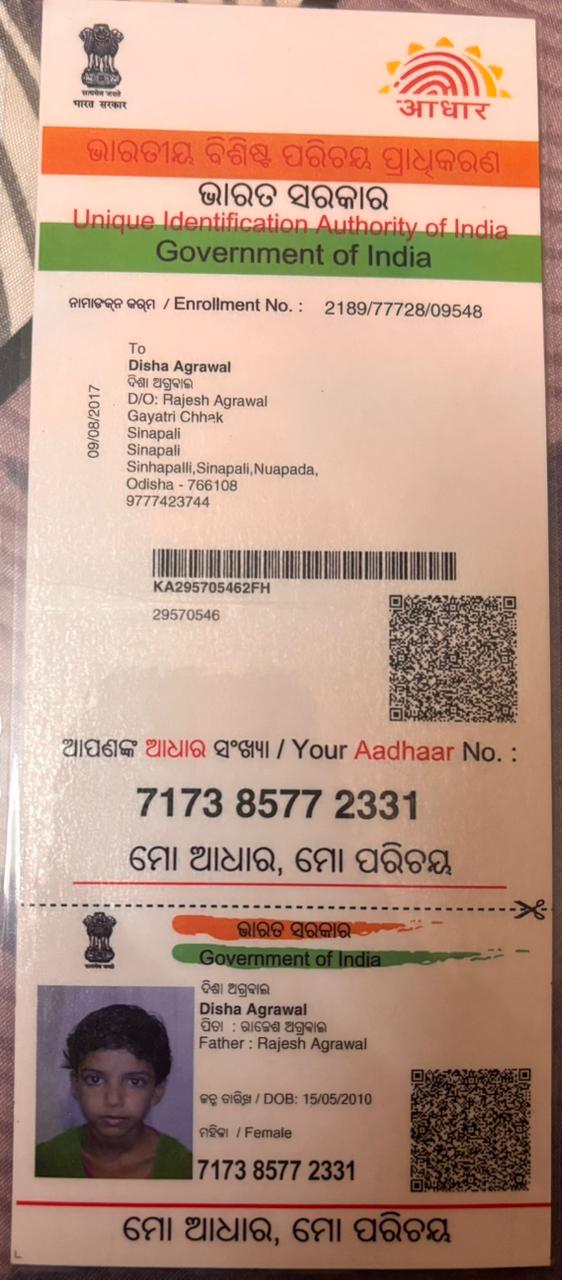 सत्यमेव जयते
भारत सरकार
आधार
ଭାରତୀୟ ବିଶିଷ୍ଟ ପରିଚୟ ପ୍ରାଧିକରଣ
ଭାରତ ସରକାର
Unique Identification Authority of India
Government of India
ନାମାଙ୍କନ କ୍ରମ / Enrollment No. : 2189/77728/09548
To
Disha Agrawal
ଦିଶା ଅଗ୍ରବାଲ
D/O: Rajesh Agrawal
Gayatri Chhak
Sinapali
Sinapali
Sinhapalli,Sinapali,Nuapada,
Odisha - 766108
9777423744
09/08/2017
KA295705462FH
29570546
ଆପଣଙ୍କ ଆଧାର ସଂଖ୍ୟା / Your Aadhaar No. :
7173 8577 2331
ମୋ ଆଧାର, ମୋ ପରିଚୟ
ଭାରତ ସରକାର
Government of India
ଦିଶା ଅଗ୍ରବାଲ
Disha Agrawal
ପିତା : ରାଜେଶ ଅଗ୍ରବାଲ
Father : Rajesh Agrawal
ଜନ୍ମ ତାରିଖ / DOB: 15/05/2010
ମହିଳା / Female
7173 8577 2331
ମୋ ଆଧାର, ମୋ ପରିଚୟ